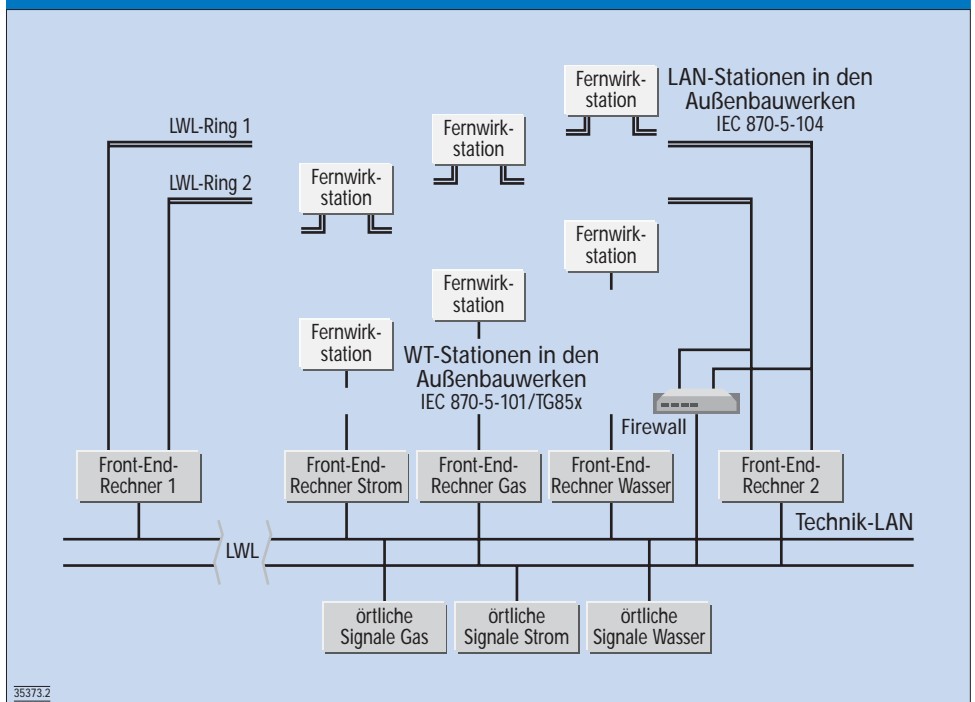 Fernwirk-
station
LAN-Stationen in den
Außenbauwerken
IEC 870-5-104
LWL-Ring 1
Fernwirk-
station
LWL-Ring 2
Fernwirk-
station
Fernwirk-
station
Fernwirk-
station
Fernwirk-
station
WT-Stationen in den
Außenbauwerken
IEC 870-5-101/TG85x
Firewall
Front-End-
Rechner 1
Front-End-
Rechner Strom
Front-End-
Rechner Gas
Front-End-
Rechner Wasser
Front-End-
Rechner 2
Technik-LAN
LWL
örtliche
Signale Gas
örtliche
Signale Strom
örtliche
Signale Wasser
35373.2